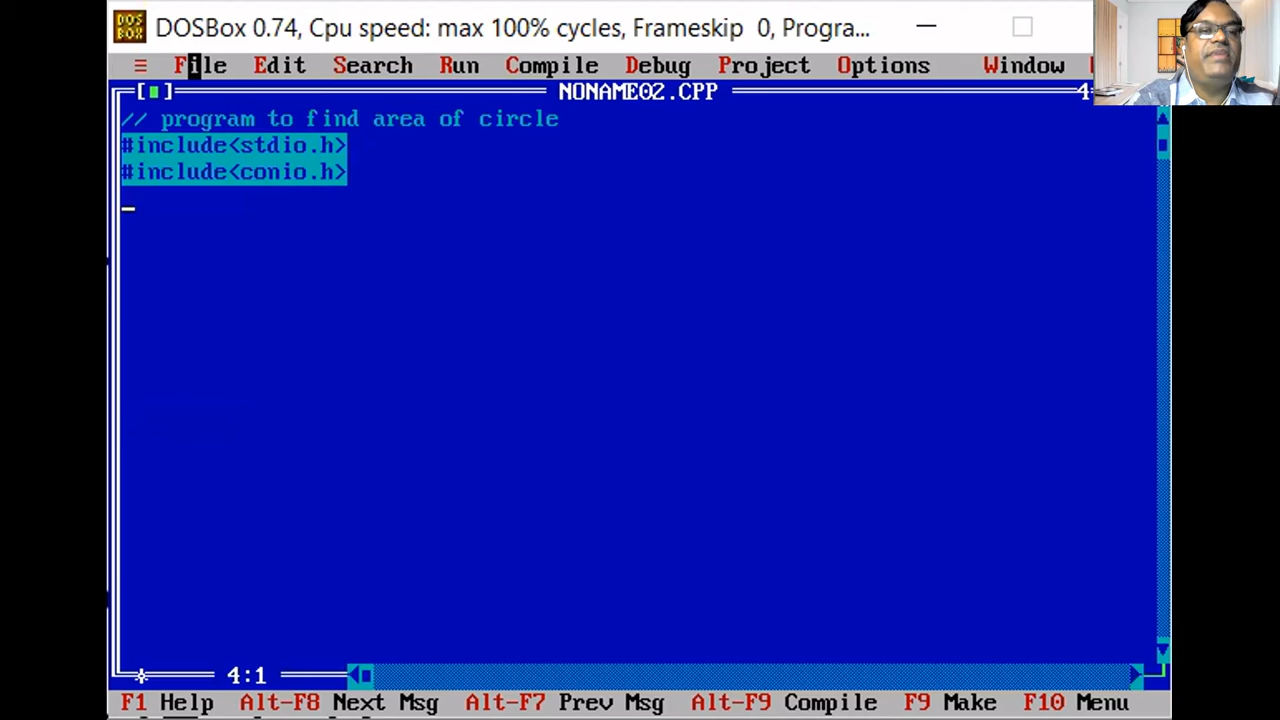 DOS BOX
DOSBox 0.74, Cpu speed: max 100% cycles, Frameskip 0, Progra...
≡ File Edit Search Run Compile Debug Project Options Window
[■] NONAME02.CPP 4
// program to find area of circle
#include<stdio.h>
#include<conio.h>
4:1
F1 Help Alt-F8 Next Msg Alt-F7 Prev Msg Alt-F9 Compile F9 Make F10 Menu